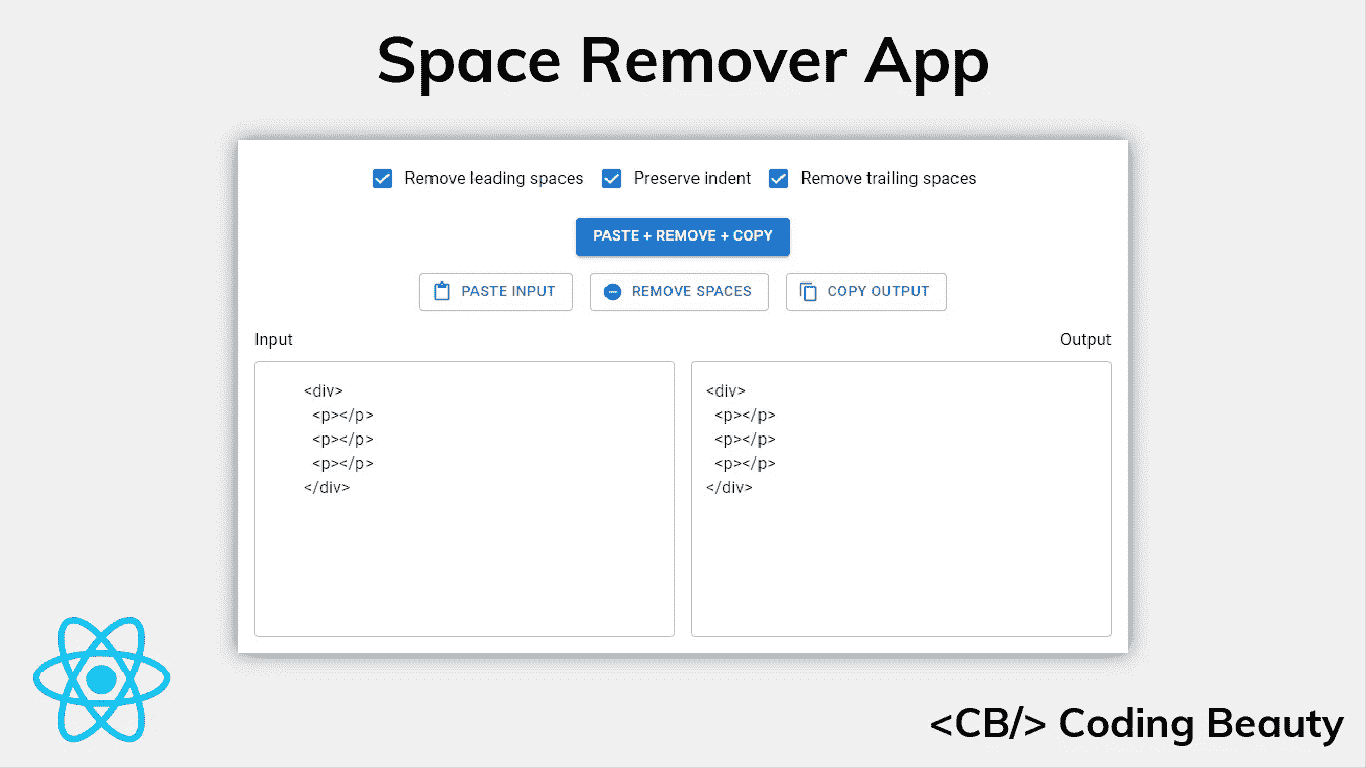 Space Remover App
Remove leading spaces Preserve indent Remove trailing spaces
PASTE + REMOVE + COPY
PASTE INPUT REMOVE SPACES COPY OUTPUT
Input
Output
<div>
<p></p>
<p></p>
<p></p>
</div>
<div>
<p></p>
<p></p>
<p></p>
</div>
<CB/> Coding Beauty